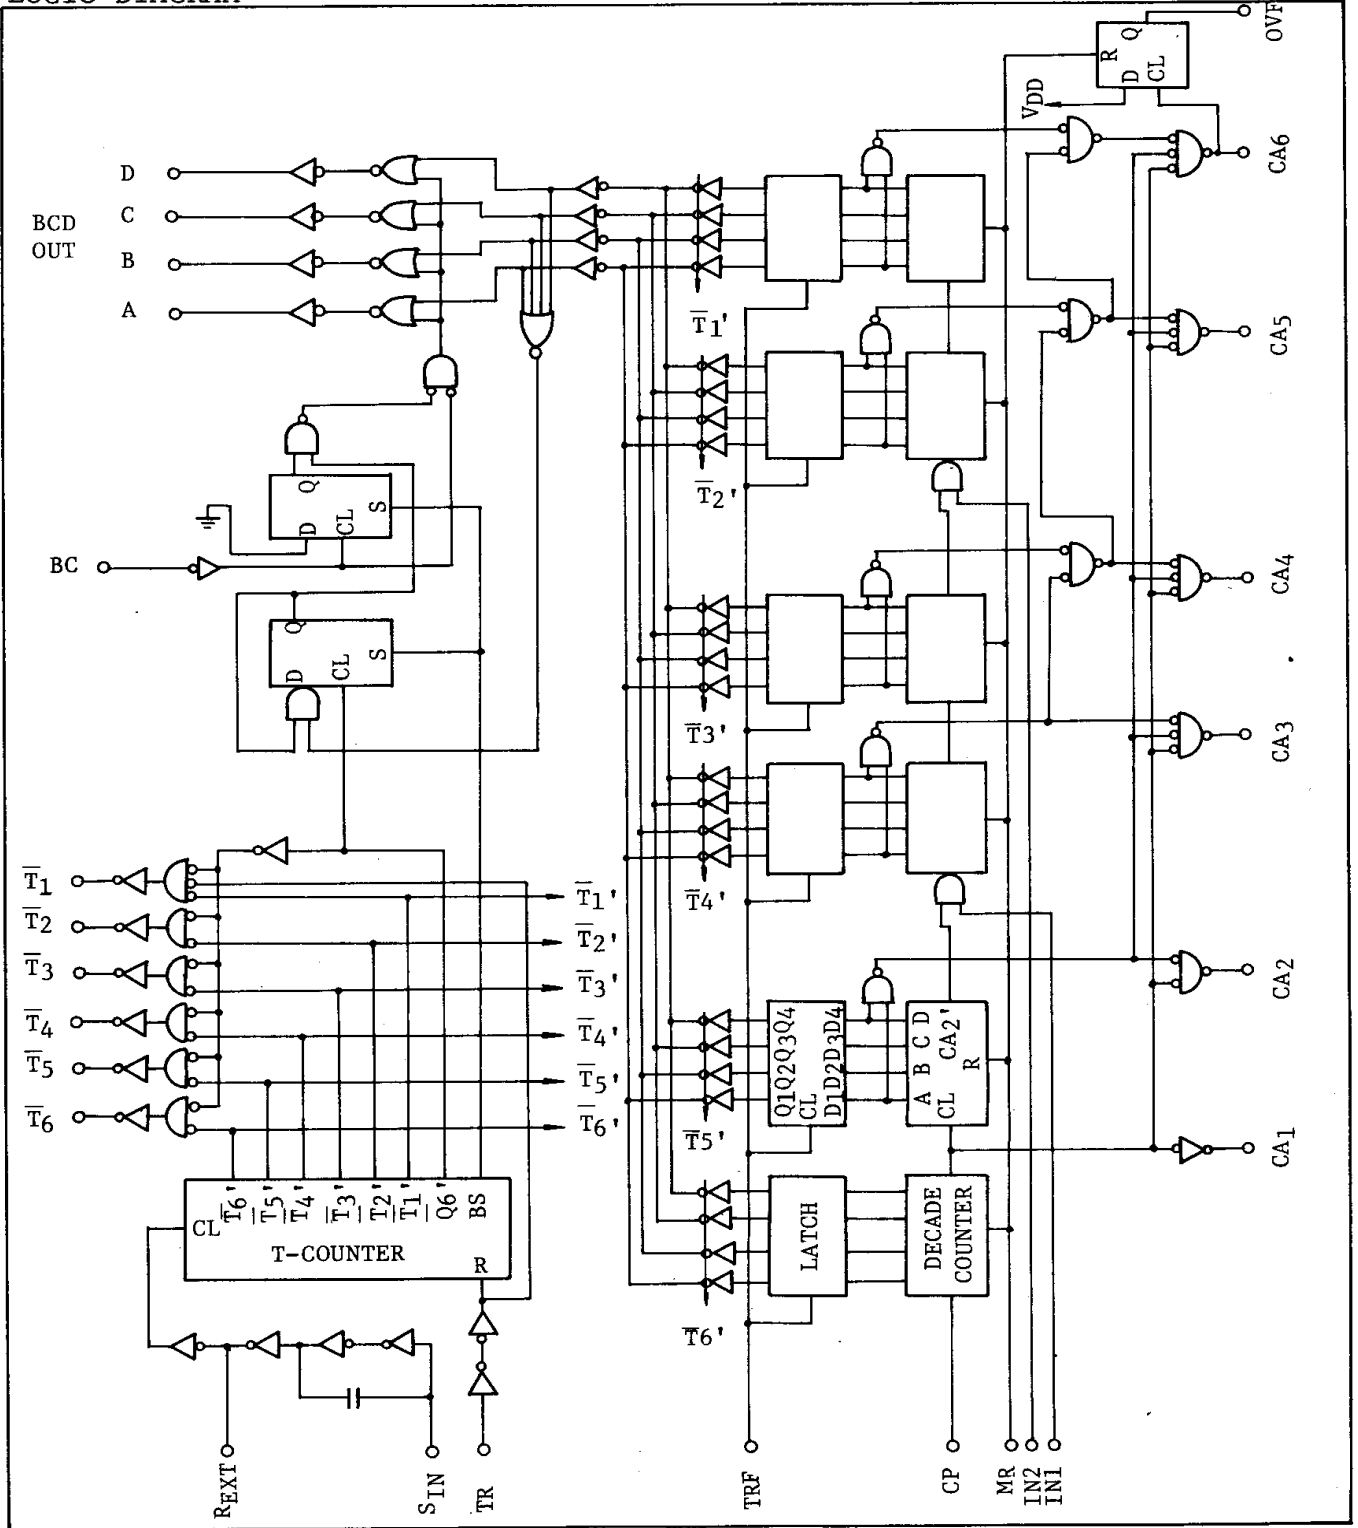 LOGIC DIAGRAM
OVF
Q
R
D
CL
VDD
CA6
D
C
BCD
OUT
B
A
T̅1'
CA5
T̅2'
Q
D
CL
S
BC
CA4
Q
D
CL
S
T̅3'
CA3
T̅4'
T̅1
T̅1'
T̅2
T̅2'
T̅3
T̅3'
T̅4
T̅4'
T̅5
T̅5'
T̅6
T̅6'
CA2
Q1Q2Q3Q4
CL
D1D2D3D4
A B C D
CL
CA2'
R
T̅5'
CA1
CL
T̅6'
T̅5'
T̅4'
T̅3'
T̅2'
T̅1'
Q6'
BS
T-COUNTER
R
LATCH
DECADE
COUNTER
T̅6'
REXT
SIN
TR
TRF
CP
MR
IN2
IN1